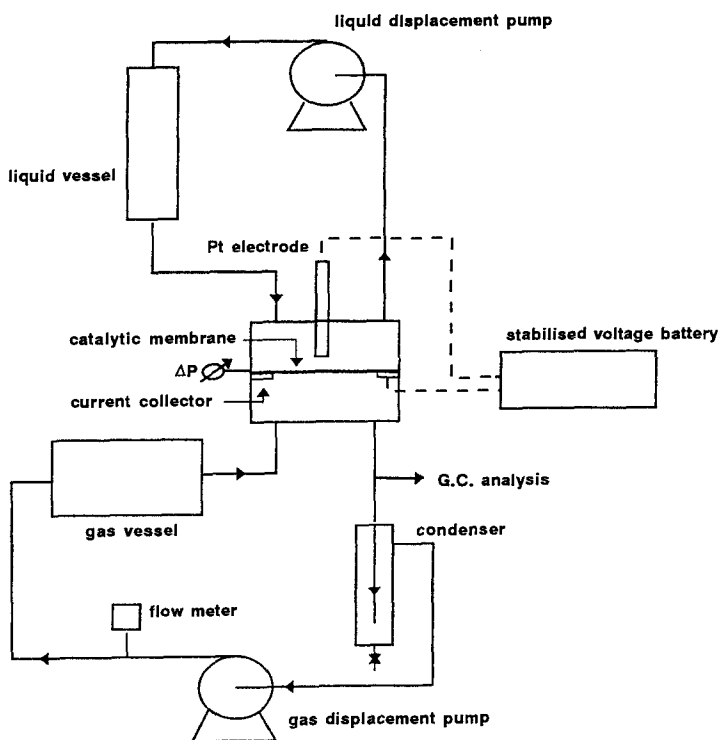 liquid displacement pump
liquid vessel
Pt electrode
stabilised voltage battery
catalytic membrane
ΔP
current collector
G.C. analysis
gas vessel
condenser
flow meter
gas displacement pump